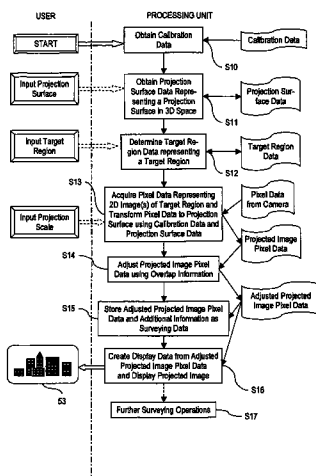 USER
PROCESSING UNIT
START
Obtain Calibration
Data
Calibration Data
S10
Input Projection
Surface
Obtain Projection
Surface Data Repre-
senting a Projection
Surface in 3D Space
Projection Sur-
face Data
S11
Input Target
Region
Determine Target Re-
gion Data representing
a Target Region
Target Region
Data
S12
S13
Acquire Pixel Data Representing
2D Image(s) of Target Region and
Transform Pixel Data to Projection
Surface using Calibration Data and
Projection Surface Data
Pixel Data
from Camera
Input Projection
Scale
Projected Image
Pixel Data
S14
Adjust Projected Image Pixel
Data using Overlap Information
S15
Store Adjusted Projected Image Pixel
Data and Additional Information as
Surveying Data
Adjusted Projected
Image Pixel Data
Create Display Data from Adjusted
Projected Image Pixel Data
and Display Projected Image
53
S16
Further Surveying Operations
S17